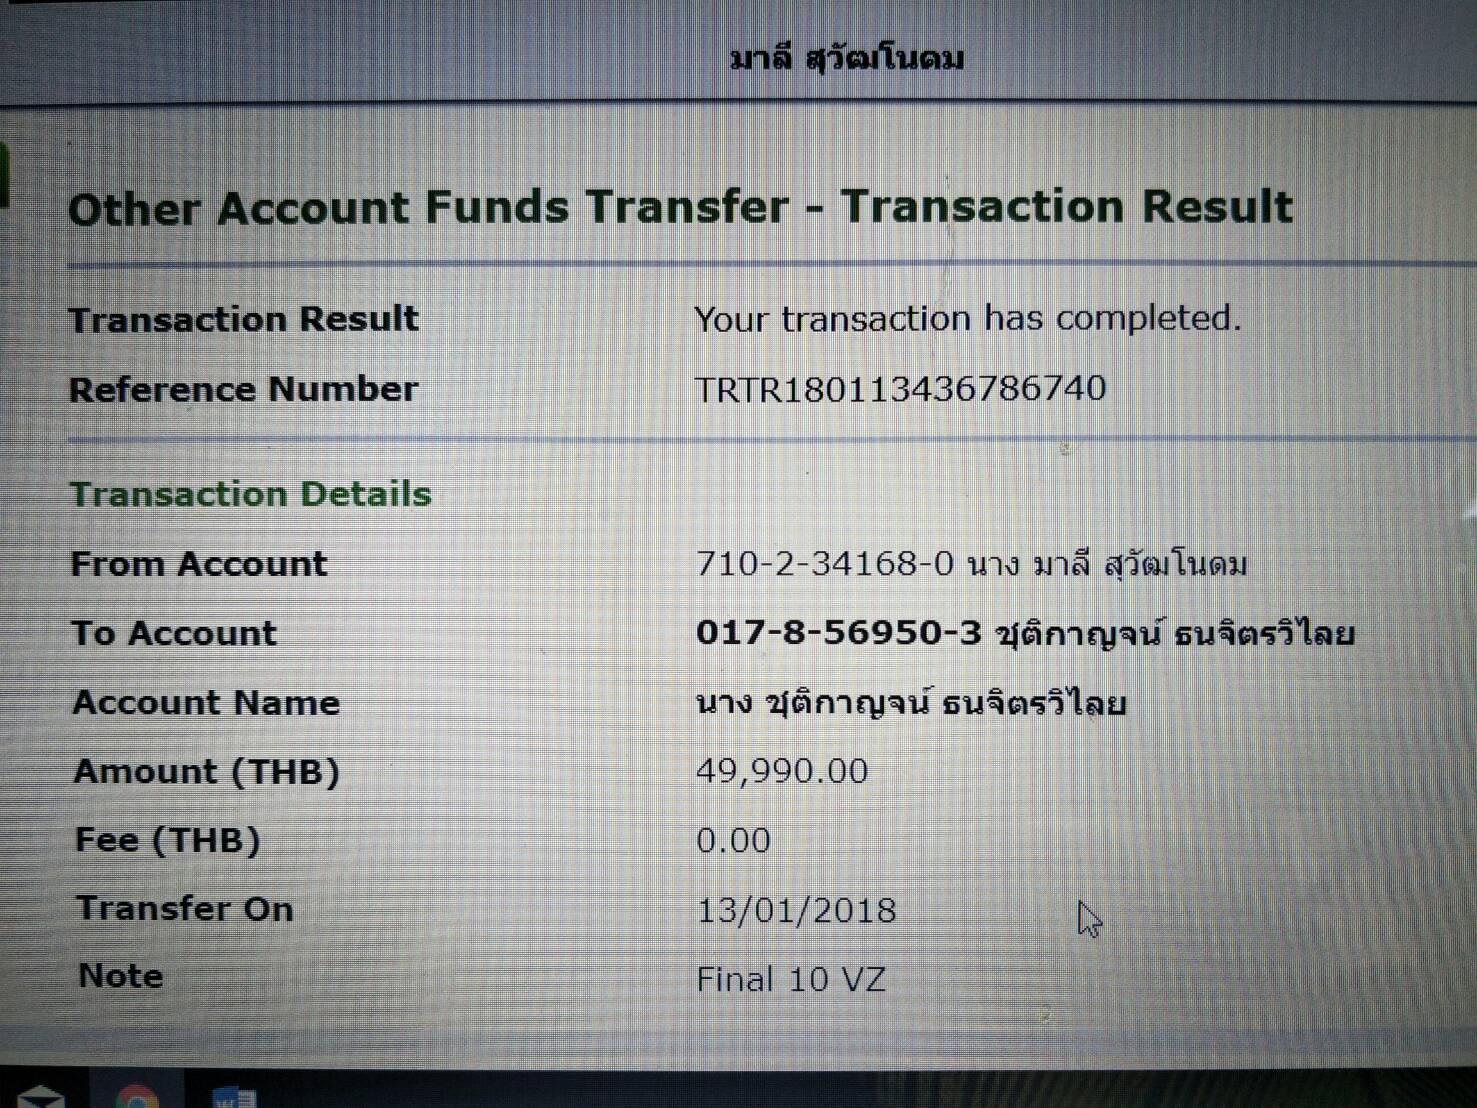 มาลี สุวัฒโนดม
Other Account Funds Transfer - Transaction Result
Transaction Result Your transaction has completed.
Reference Number TRTR180113436786740
Transaction Details
From Account 710-2-34168-0 นาง มาลี สุวัฒโนดม
To Account 017-8-56950-3 ชุติกาญจน์ ธนจิตรวิไลย
Account Name นาง ชุติกาญจน์ ธนจิตรวิไลย
Amount (THB) 49,990.00
Fee (THB) 0.00
Transfer On 13/01/2018
Note Final 10 VZ